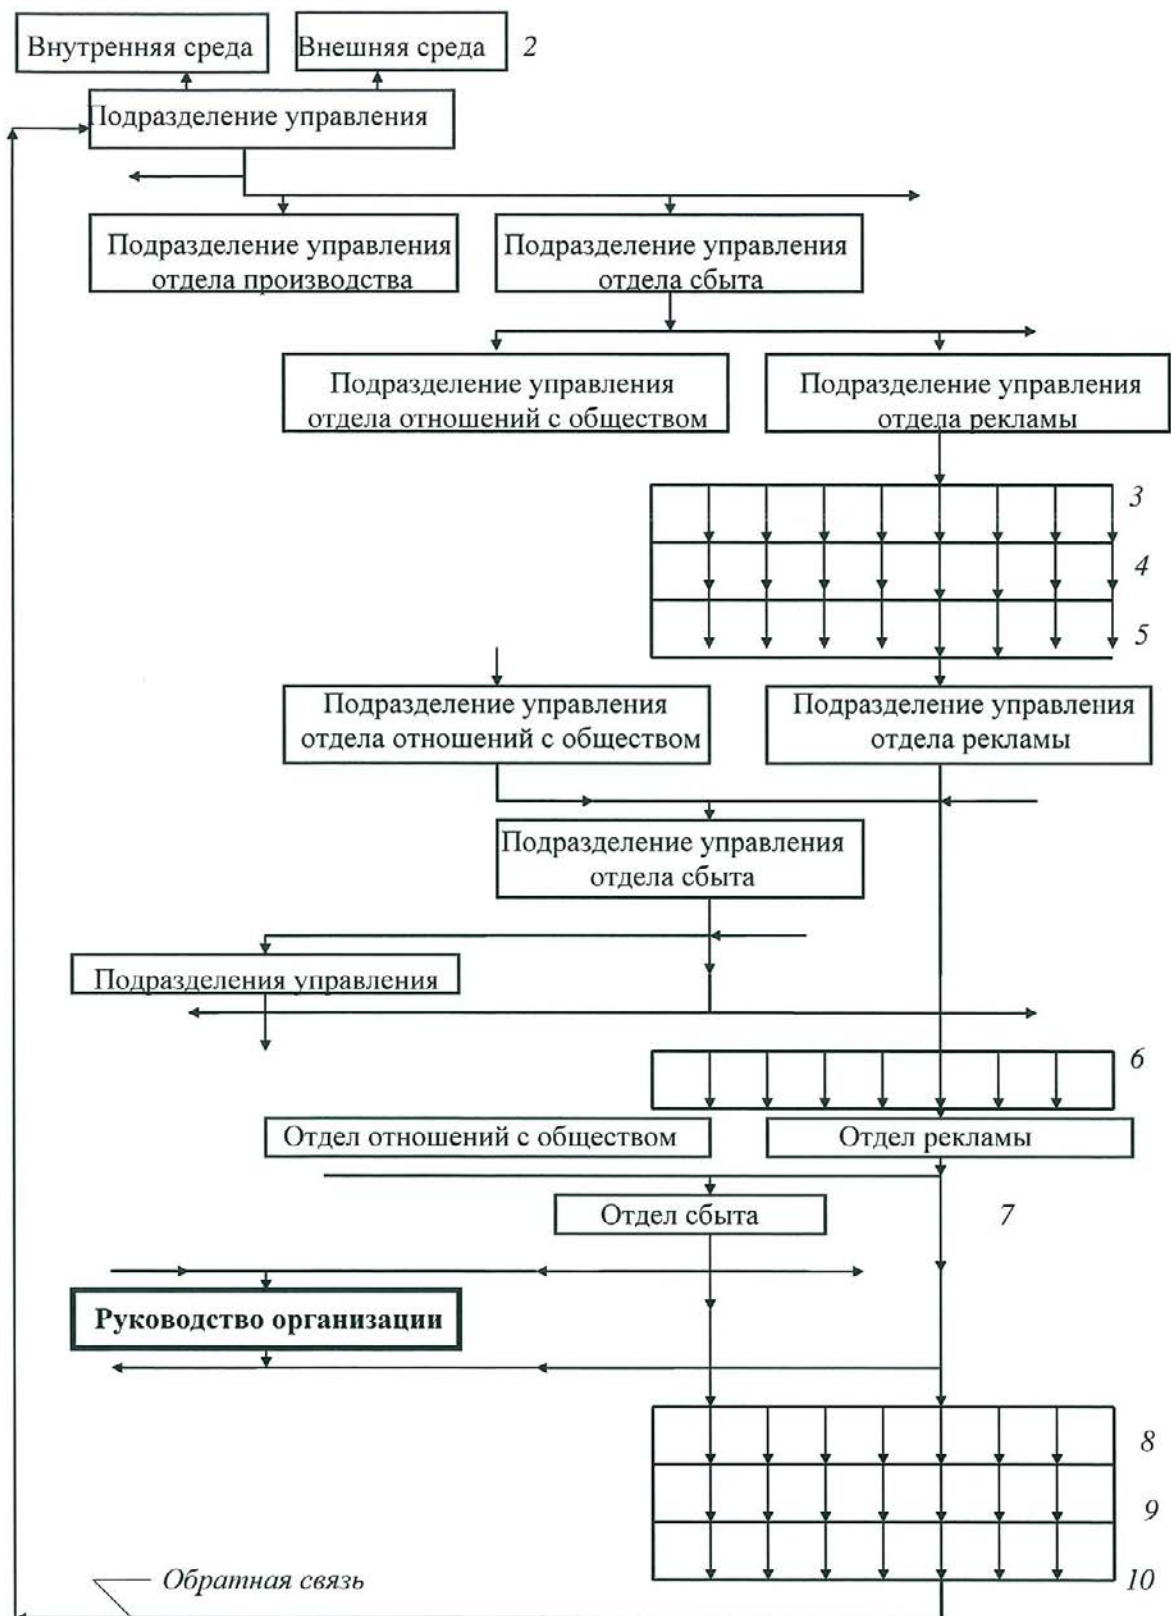 Внутренняя среда
Внешняя среда
2
Подразделение управления
Подразделение управления
отдела производства
Подразделение управления
отдела сбыта
Подразделение управления
отдела отношений с обществом
Подразделение управления
отдела рекламы
3
4
5
Подразделение управления
отдела отношений с обществом
Подразделение управления
отдела рекламы
Подразделение управления
отдела сбыта
Подразделения управления
6
Отдел отношений с обществом
Отдел рекламы
Отдел сбыта
7
Руководство организации
8
9
10
Обратная связь